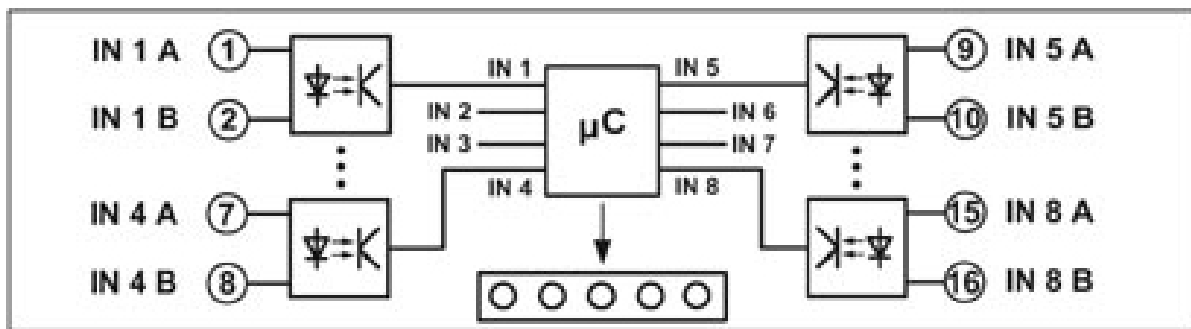 IN 1 A 1 IN 1 IN 5 9 IN 5 A
IN 1 B 2 IN 2 µC IN 6 10 IN 5 B
IN 3 IN 7
IN 4 A 7 IN 4 IN 8 15 IN 8 A
IN 4 B 8 16 IN 8 B